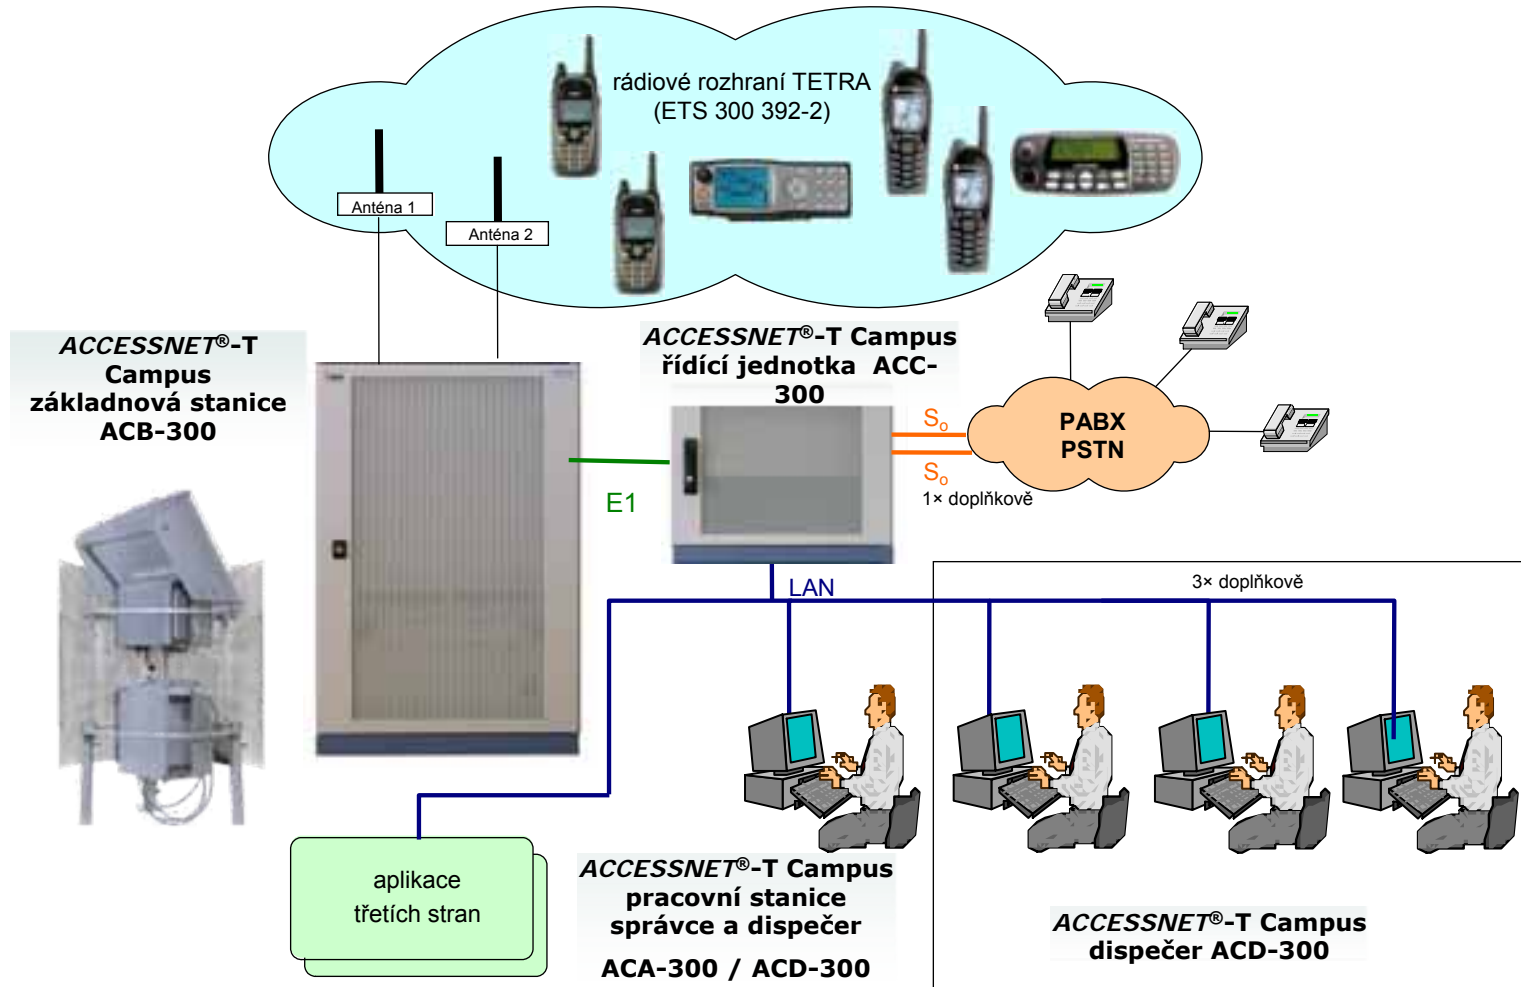 rádiové rozhraní TETRA
(ETS 300 392-2)
Anténa 1
Anténa 2
ACCESSNET®-T
Campus
základnová stanice
ACB-300
ACCESSNET®-T Campus
řídící jednotka ACC-
300
So
So
1× doplňkově
PABX
PSTN
E1
LAN
3× doplňkově
aplikace
třetích stran
ACCESSNET®-T Campus
pracovní stanice
správce a dispečer
ACA-300 / ACD-300
ACCESSNET®-T Campus
dispečer ACD-300